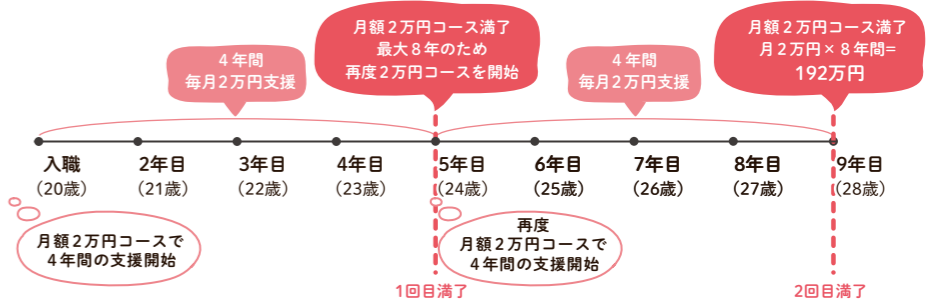 月額２万円コース満了
最大８年のため
再度２万円コースを開始
月額２万円コース満了
月２万円×８年間=
192万円
４年間
毎月２万円支援
４年間
毎月２万円支援
入職
(20歳)
2年目
(21歳)
3年目
(22歳)
4年目
(23歳)
5年目
(24歳)
6年目
(25歳)
7年目
(26歳)
8年目
(27歳)
9年目
(28歳)
月額２万円コースで
４年間の支援開始
再度
月額２万円コースで
４年間の支援開始
1回目満了
2回目満了